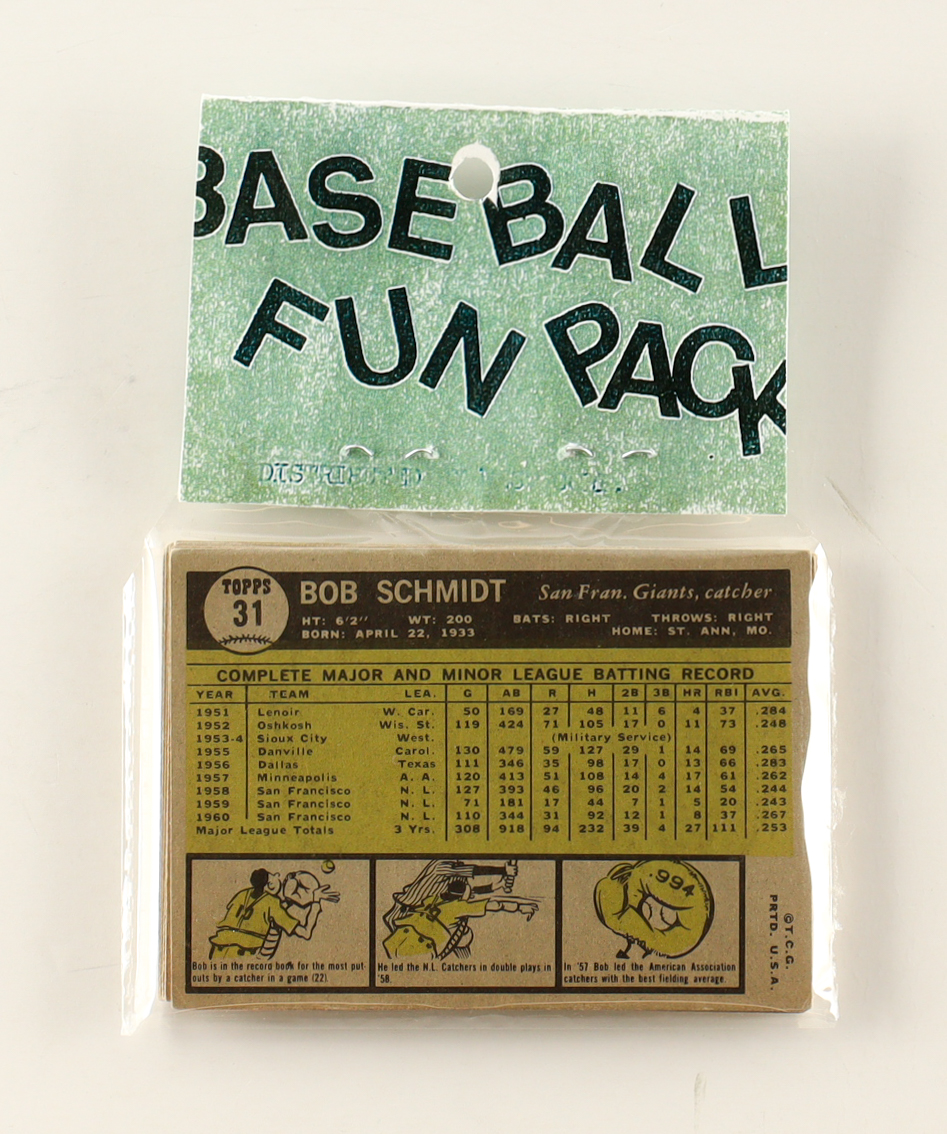 BASEBALL
FUN PACK
TOPPS
31
BOB SCHMIDT San Fran. Giants, catcher
HT: 6'2" WT: 200 BATS: RIGHT THROWS: RIGHT
BORN: APRIL 22, 1933 HOME: ST. ANN, MO.
COMPLETE MAJOR AND MINOR LEAGUE BATTING RECORD
YEAR TEAM LEA. G AB R H 2B 3B HR RBI AVG.
1951 Lenoir W. Car. 50 169 27 48 11 6 4 37 .284
1952 Oshkosh Wis. St. 119 424 71 105 17 0 11 73 .248
1953-4 Sioux City West. (Military Service)
1955 Danville Carol. 130 479 59 127 29 1 14 69 .265
1956 Dallas Texas 111 346 35 98 17 0 13 66 .283
1957 Minneapolis A. A. 120 413 51 108 14 4 17 61 .262
1958 San Francisco N. L. 127 393 46 96 20 2 14 54 .244
1959 San Francisco N. L. 71 181 17 44 7 1 5 20 .243
1960 San Francisco N. L. 110 344 31 92 12 1 8 37 .267
Major League Totals 3 Yrs. 308 918 94 232 39 4 27 111 .253
Bob is in the record book for the most put-
outs by a catcher in a game (22).
He led the N.L. Catchers in double plays in
'58.
.994
In '57 Bob led the American Association
catchers with the best fielding average.
©T.C.G.
PRTD. U.S.A.